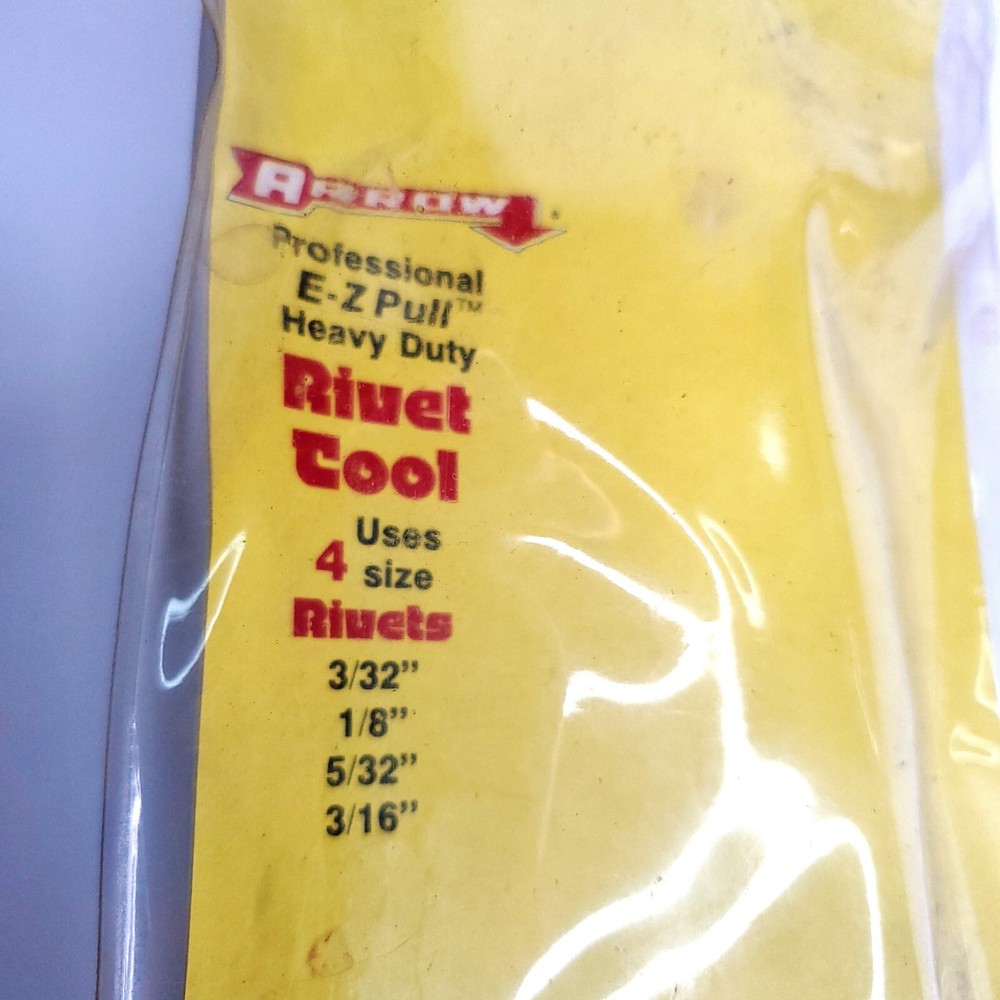 ARROW®
Professional
E-Z Pull™
Heavy Duty
Rivet
Tool
Uses
4 size
Rivets
3/32”
1/8”
5/32”
3/16”